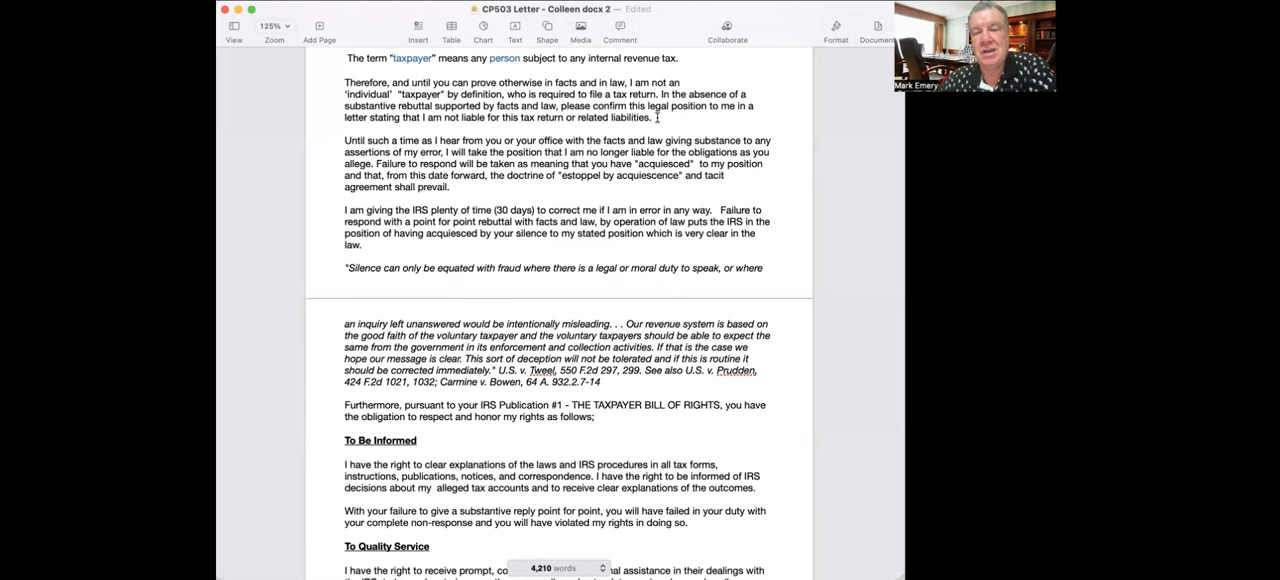 CP503 Letter - Colleen docx 2 — Edited
125%
View Zoom Add Page Insert Table Chart Text Shape Media Comment Collaborate Format Document
Mark Emery
The term "taxpayer" means any person subject to any internal revenue tax.
Therefore, and until you can prove otherwise in facts and in law, I am not an
'individual' "taxpayer" by definition, who is required to file a tax return. In the absence of a
substantive rebuttal supported by facts and law, please confirm this legal position to me in a
letter stating that I am not liable for this tax return or related liabilities.
Until such a time as I hear from you or your office with the facts and law giving substance to any
assertions of my error, I will take the position that I am no longer liable for the obligations as you
allege. Failure to respond will be taken as meaning that you have "acquiesced" to my position
and that, from this date forward, the doctrine of "estoppel by acquiescence" and tacit
agreement shall prevail.
I am giving the IRS plenty of time (30 days) to correct me if I am in error in any way. Failure to
respond with a point for point rebuttal with facts and law, by operation of law puts the IRS in the
position of having acquiesced by your silence to my stated position which is very clear in the
law.
"Silence can only be equated with fraud where there is a legal or moral duty to speak, or where
an inquiry left unanswered would be intentionally misleading. . . Our revenue system is based on
the good faith of the voluntary taxpayer and the voluntary taxpayers should be able to expect the
same from the government in its enforcement and collection activities. If that is the case we
hope our message is clear. This sort of deception will not be tolerated and if this is routine it
should be corrected immediately." U.S. v. Tweel, 550 F.2d 297, 299. See also U.S. v. Prudden,
424 F.2d 1021, 1032; Carmine v. Bowen, 64 A. 932.2.7-14
Furthermore, pursuant to your IRS Publication #1 - THE TAXPAYER BILL OF RIGHTS, you have
the obligation to respect and honor my rights as follows;
To Be Informed
I have the right to clear explanations of the laws and IRS procedures in all tax forms,
instructions, publications, notices, and correspondence. I have the right to be informed of IRS
decisions about my alleged tax accounts and to receive clear explanations of the outcomes.
With your failure to give a substantive reply point for point, you will have failed in your duty with
your complete non-response and you will have violated my rights in doing so.
To Quality Service
I have the right to receive prompt, nal assistance in their dealings with
4,210 words